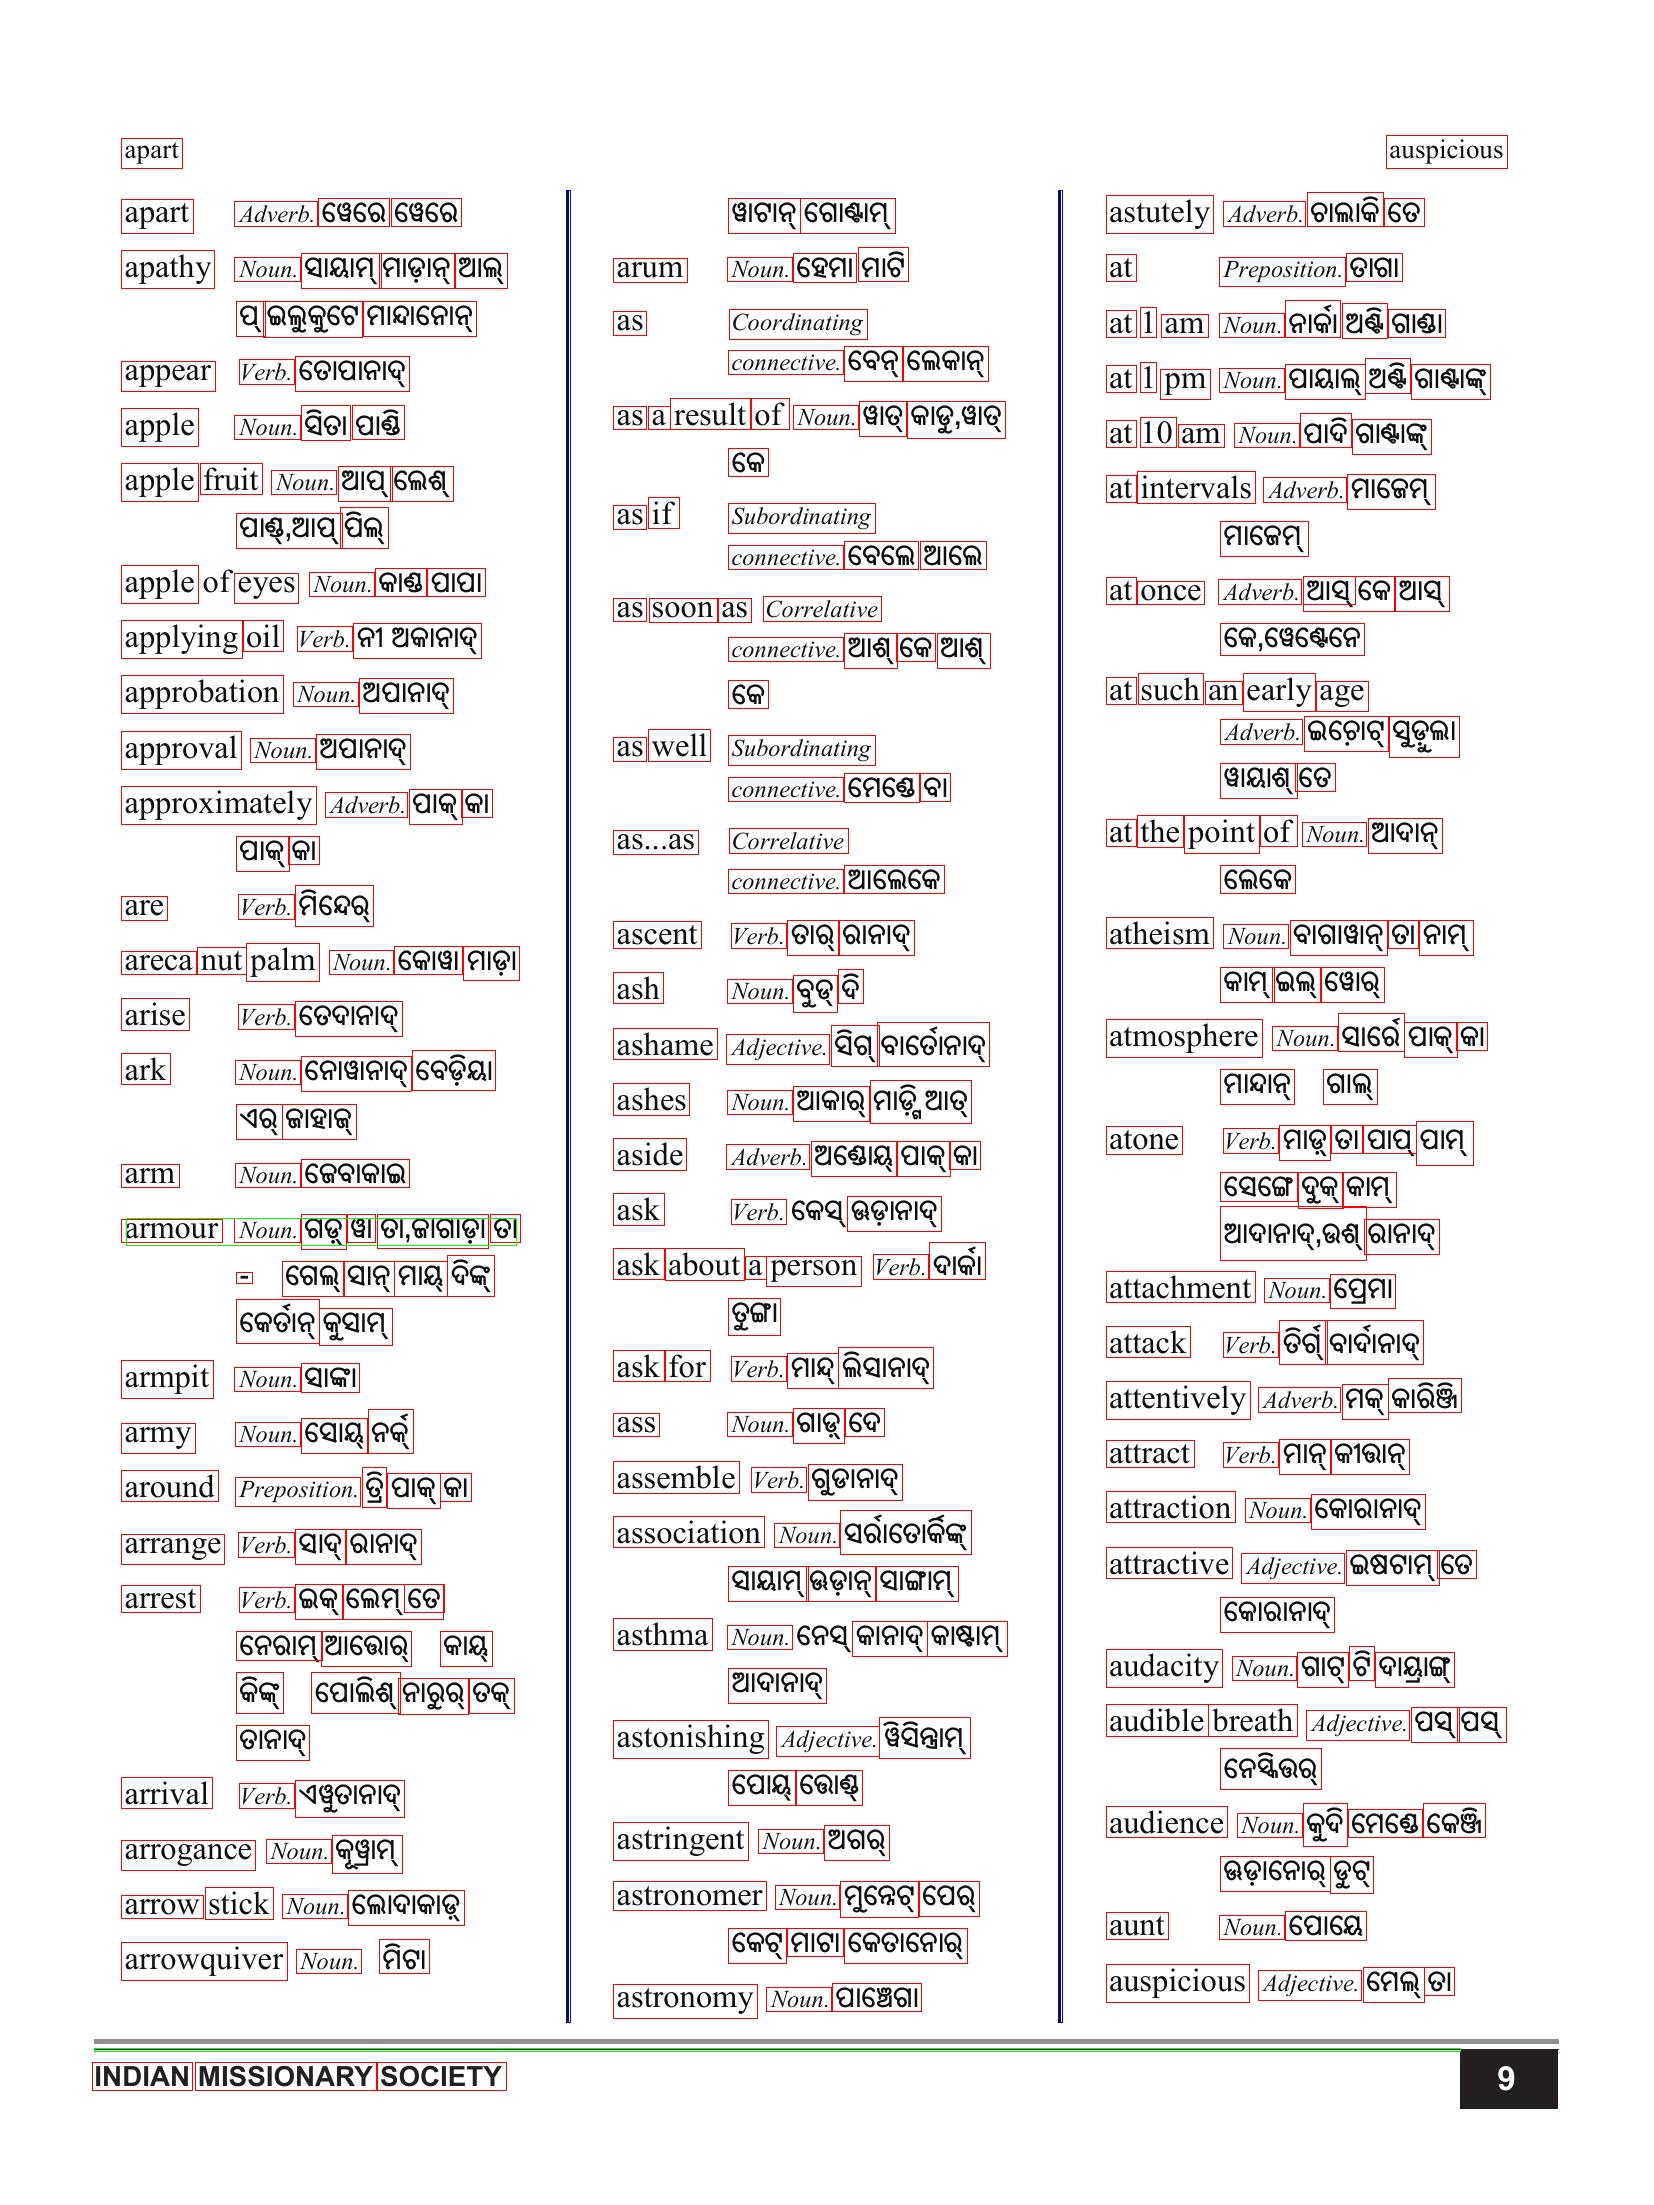 apart
auspicious
apart Adverb. ୱେରେ ୱେରେ
apathy Noun. ସାୟାମ୍ ମାଡ଼ାନ୍ ଆଲ୍
ପ୍ ଇଲୁକୁଟେ ମାନ୍ଦାନୋନ୍
appear Verb. ତୋପାନାଦ୍
apple Noun. ସିତା ପାଣ୍ଡି
apple fruit Noun. ଆପ୍ ଲେଶ୍
ପାଣ୍ଡ୍,ଆପ୍ ପିଲ୍
apple of eyes Noun. କାଣ୍ଡ ପାପା
applying oil Verb. ନୀ ଅକାନାଦ୍
approbation Noun. ଅପାନାଦ୍
approval Noun. ଅପାନାଦ୍
approximately Adverb. ପାକ୍ କା
ପାକ୍ କା
are Verb. ମିନ୍ଦେର୍
areca nut palm Noun. କୋୱା ମାଡ଼ା
arise Verb. ତେଦାନାଦ୍
ark Noun. ନୋୱାନାଦ୍ ବେଡ଼ିୟା
ଏର୍ ଜାହାଜ୍
arm Noun. ଜେବାକାଇ
armour Noun. ଗଡ଼୍ ୱା ତା,ଜାଗାଡ଼ା ତା
- ଗେଲ୍ ସାନ୍ ମାୟ୍ ଦିଙ୍କ୍
କେର୍ତାନ୍ କୁସାମ୍
armpit Noun. ସାଙ୍କା
army Noun. ସୋୟ୍ ନର୍କ୍
around Preposition. ତ୍ରି ପାକ୍ କା
arrange Verb. ସାଦ୍ ରାନାଦ୍
arrest Verb. ଇକ୍ ଲେମ୍ ତେ
ନେରାମ୍ ଆତ୍ତୋର୍ କାୟ୍
କିଙ୍କ୍ ପୋଲିଶ୍ ନାରୁର୍ ତକ୍
ତାନାଦ୍
arrival Verb. ଏୱୁତାନାଦ୍
arrogance Noun. କୂୱ୍ରାମ୍
arrow stick Noun. ଲୋଦାକାଡ଼୍
arrowquiver Noun. ମିଟା
ୱାଟାନ୍ ଗୋଣ୍ଟାମ୍
arum Noun. ହେମା ମାଟି
as Coordinating
connective. ବେନ୍ ଲେକାନ୍
as a result of Noun. ୱାତ୍ କାଡୁ,ୱାତ୍
କେ
as if Subordinating
connective. ବେଲେ ଆଲେ
as soon as Correlative
connective. ଆଶ୍ କେ ଆଶ୍
କେ
as well Subordinating
connective. ମେଣ୍ଡେ ବା
as...as Correlative
connective. ଆଲେକେ
ascent Verb. ତାର୍ ରାନାଦ୍
ash Noun. ବୁଡ୍ ଦି
ashame Adjective. ସିଗ୍ ବାର୍ତୋନାଦ୍
ashes Noun. ଆକାର୍ ମାଡ଼୍ଗି ଆତ୍
aside Adverb. ଅଣ୍ଡୋୟ୍ ପାକ୍ କା
ask Verb. କେସ୍ ଊଡ଼ାନାଦ୍
ask about a person Verb. ଦାର୍କା
ତୁଙ୍ଗା
ask for Verb. ମାନ୍ଦ୍ ଲିସାନାଦ୍
ass Noun. ଗାଡ଼୍ ଦେ
assemble Verb. ଗୁଡାନାଦ୍
association Noun. ସର୍ରାତୋର୍କିଙ୍କ୍
ସାୟାମ୍ ଊଡ଼ାନ୍ ସାଙ୍ଗାମ୍
asthma Noun. ନେସ୍ କାନାଦ୍ କାଷ୍ଟାମ୍
ଆଦାନାଦ୍
astonishing Adjective. ୱିସିନ୍ତ୍ରାମ୍
ପୋୟ୍ ତ୍ତୋଣ୍ଡ୍
astringent Noun. ଅଗର୍
astronomer Noun. ମୁନ୍ନେଟ୍ ପେର୍
କେଟ୍ ମାଟା କେତାନୋର୍
astronomy Noun. ପାଞ୍ଚେଗା
astutely Adverb. ଚାଲାକି ତେ
at Preposition. ତାଗା
at 1 am Noun. ନାର୍କା ଅଣ୍ଟି ଗାଣ୍ଡା
at 1 pm Noun. ପାୟାଲ୍ ଅଣ୍ଟି ଗାଣ୍ଟାଙ୍କ୍
at 10 am Noun. ପାଦି ଗାଣ୍ଟାଙ୍କ୍
at intervals Adverb. ମାଜେମ୍
ମାଜେମ୍
at once Adverb. ଆସ୍ କେ ଆସ୍
କେ,ୱେଣ୍ଟେନେ
at such an early age
Adverb. ଇଚ଼ୋଟ୍ ସୁଡ଼ୁଲା
ୱାୟାଶ୍ ତେ
at the point of Noun. ଆଦାନ୍
ଲେକେ
atheism Noun. ବାଗାୱାନ୍ ତା ନାମ୍
କାମ୍ ଇଲ୍ ୱୋର୍
atmosphere Noun. ସାର୍ରେ ପାକ୍ କା
ମାନ୍ଦାନ୍ ଗାଲ୍
atone Verb. ମାଡ଼୍ ତା ପାପ୍ ପାମ୍
ସେଙ୍ଗେ ଦୁକ୍ କାମ୍
ଆଦାନାଦ୍,ଉଶ୍ ରାନାଦ୍
attachment Noun. ପ୍ରେମା
attack Verb. ତିର୍ଗ୍ ବାର୍ଦାନାଦ୍
attentively Adverb. ମକ୍ କାରିଞ୍ଜି
attract Verb. ମାନ୍ କୀତ୍ତାନ୍
attraction Noun. କୋରାନାଦ୍
attractive Adjective. ଇଷଟାମ୍ ତେ
କୋରାନାଦ୍
audacity Noun. ଗାଟ୍ ଟି ଦାୟ୍ରାଙ୍ଗ୍
audible breath Adjective. ପସ୍ ପସ୍
ନେସ୍କିତ୍ତର୍
audience Noun. କୁଦି ମେଣ୍ଡେ କେଞ୍ଜି
ଊଡ଼ାନୋର୍ ଡୁଟ୍
aunt Noun. ପୋୟେ
auspicious Adjective. ମେଲ୍ ତା
INDIAN MISSIONARY SOCIETY
9